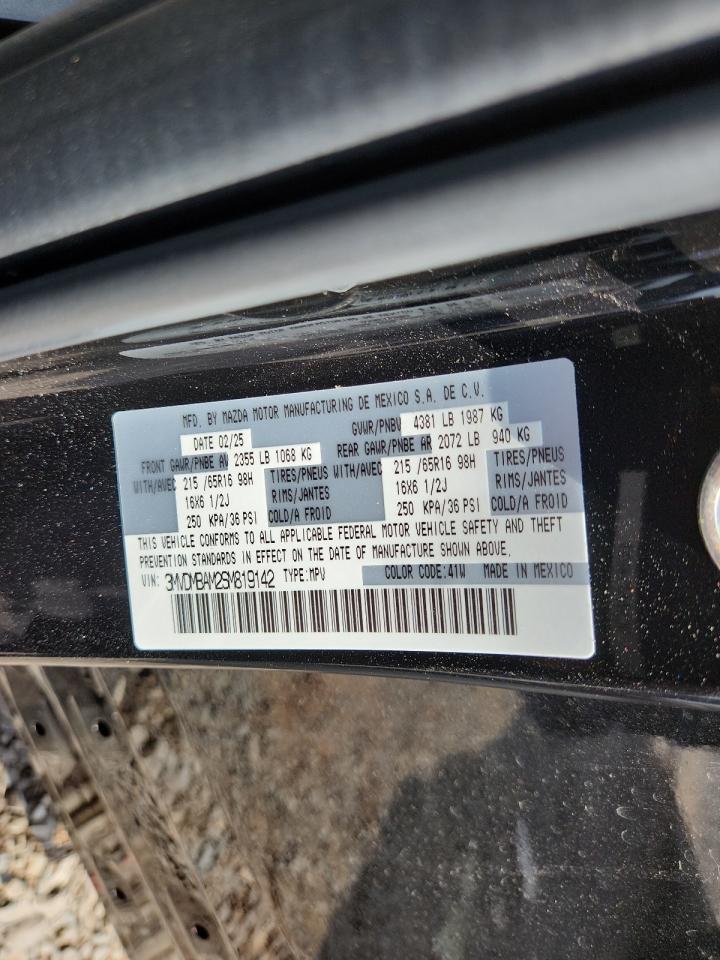 MFD. BY MAZDA MOTOR MANUFACTURING DE MEXICO S.A. DE C.V.
DATE 02/25 GVWR/PNBV 4381 LB 1987 KG
FRONT GAWR/PNBE AV 2355 LB 1068 KG REAR GAWR/PNBE AR 2072 LB 940 KG
WITH/AVEC 215 /65R16 98H TIRES/PNEUS WITH/AVEC 215 /65R16 98H TIRES/PNEUS
16X6 1/2J RIMS/JANTES 16X6 1/2J RIMS/JANTES
250 KPA/36 PSI COLD/A FROID 250 KPA/36 PSI COLD/A FROID
THIS VEHICLE CONFORMS TO ALL APPLICABLE FEDERAL MOTOR VEHICLE SAFETY AND THEFT
PREVENTION STANDARDS IN EFFECT ON THE DATE OF MANUFACTURE SHOWN ABOVE.
VIN: 3MVDMBAM2SM819142 TYPE:MPV COLOR CODE:41W MADE IN MEXICO